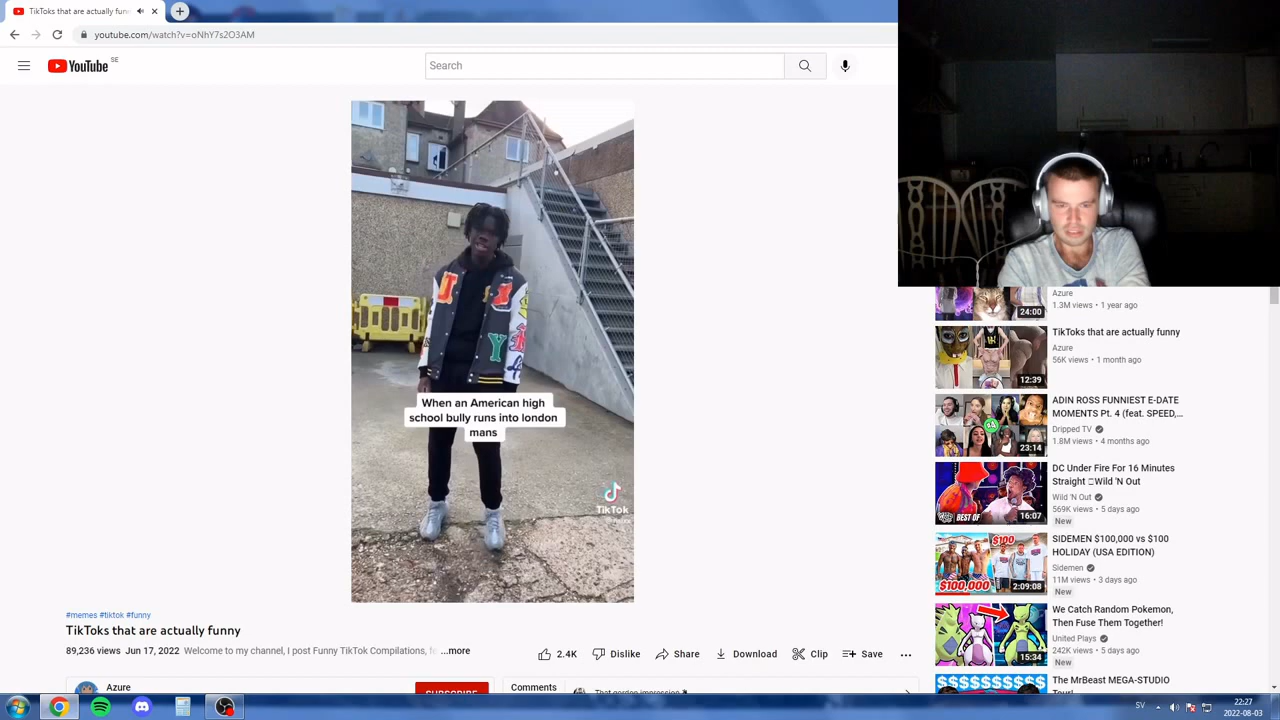 TikToks that are actually funn
youtube.com/watch?v=oNhY7s2O3AM
YouTube SE
Search
When an American high
school bully runs into london
mans
TikTok
#memes #tiktok #funny
TikToks that are actually funny
89,236 views • Jun 17, 2022 Welcome to my channel, I post Funny TikTok Compilations, ...more
2.4K Dislike Share Download Clip Save
Azure
SUBSCRIBE
Comments
That gordon impression
Azure
1.3M views • 1 year ago
24:00
TikToks that are actually funny
Azure
56K views • 1 month ago
12:39
ADIN ROSS FUNNIEST E-DATE
MOMENTS Pt. 4 (feat. SPEED,...
Dripped TV
1.8M views • 4 months ago
23:14
DC Under Fire For 16 Minutes
Straight □Wild 'N Out
Wild 'N Out
569K views • 5 days ago
New
BEST OF
16:07
SIDEMEN $100,000 vs $100
HOLIDAY (USA EDITION)
Sidemen
11M views • 3 days ago
New
$100
$100,000
2:09:08
We Catch Random Pokemon,
Then Fuse Them Together!
United Plays
242K views • 5 days ago
New
15:34
The MrBeast MEGA-STUDIO
Tour!
$$$$$$$$$
SV
22:27
2022-08-03